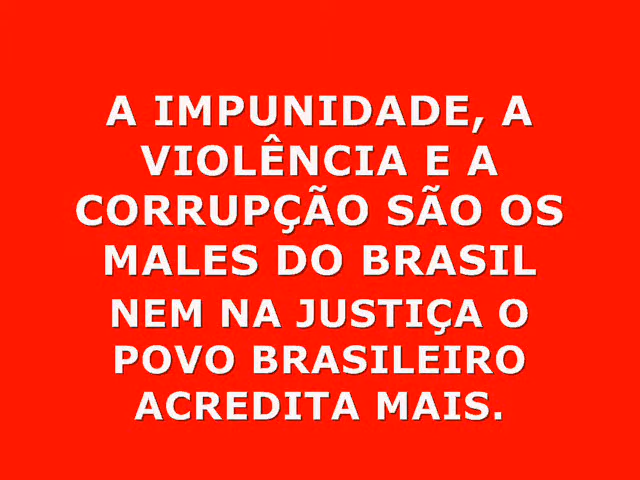 A IMPUNIDADE, A
VIOLÊNCIA E A
CORRUPÇÃO SÃO OS
MALES DO BRASIL
NEM NA JUSTIÇA O
POVO BRASILEIRO
ACREDITA MAIS.